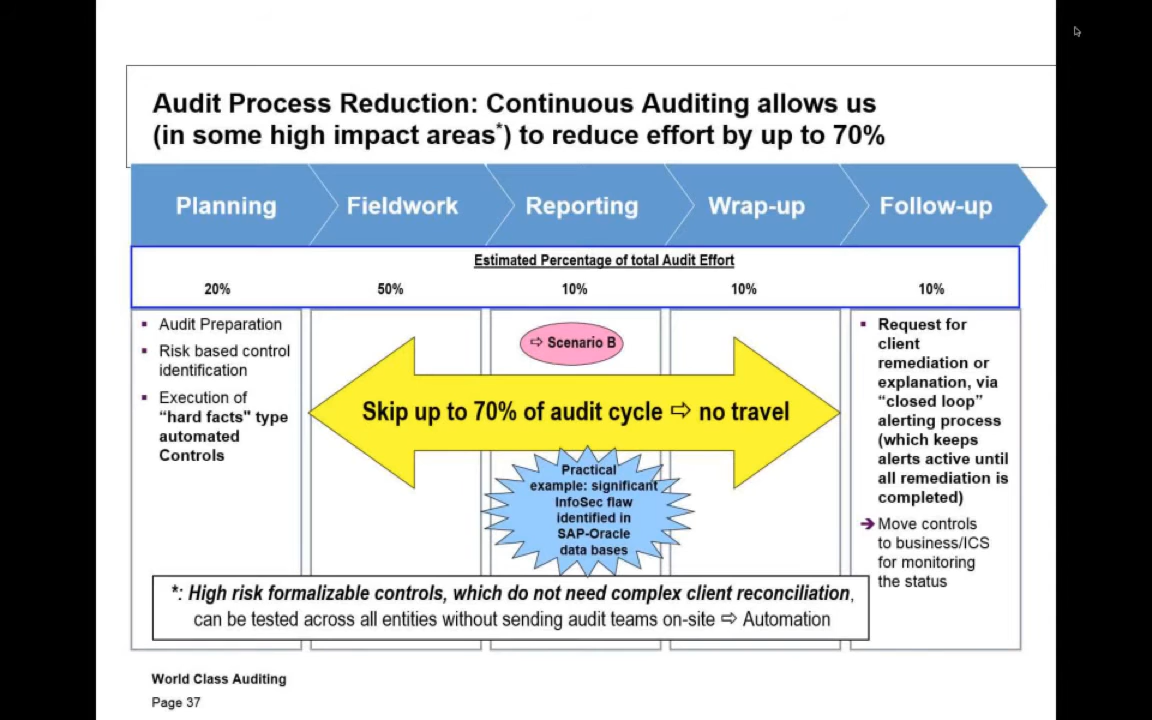 Audit Process Reduction: Continuous Auditing allows us
(in some high impact areas*) to reduce effort by up to 70%
Planning
Fieldwork
Reporting
Wrap-up
Follow-up
Estimated Percentage of total Audit Effort
20%
50%
10%
10%
10%
▪ Audit Preparation
▪ Risk based control
identification
▪ Execution of
“hard facts" type
automated
Controls
⇨ Scenario B
Skip up to 70% of audit cycle ⇨ no travel
Practical
example: significant
InfoSec flaw
identified in
SAP-Oracle
data bases
▪ Request for
client
remediation or
explanation, via
“closed loop”
alerting process
(which keeps
alerts active until
all remediation is
completed)
➔ Move controls
to business/ICS
for monitoring
the status
*: High risk formalizable controls, which do not need complex client reconciliation,
can be tested across all entities without sending audit teams on-site ⇨ Automation
World Class Auditing
Page 37